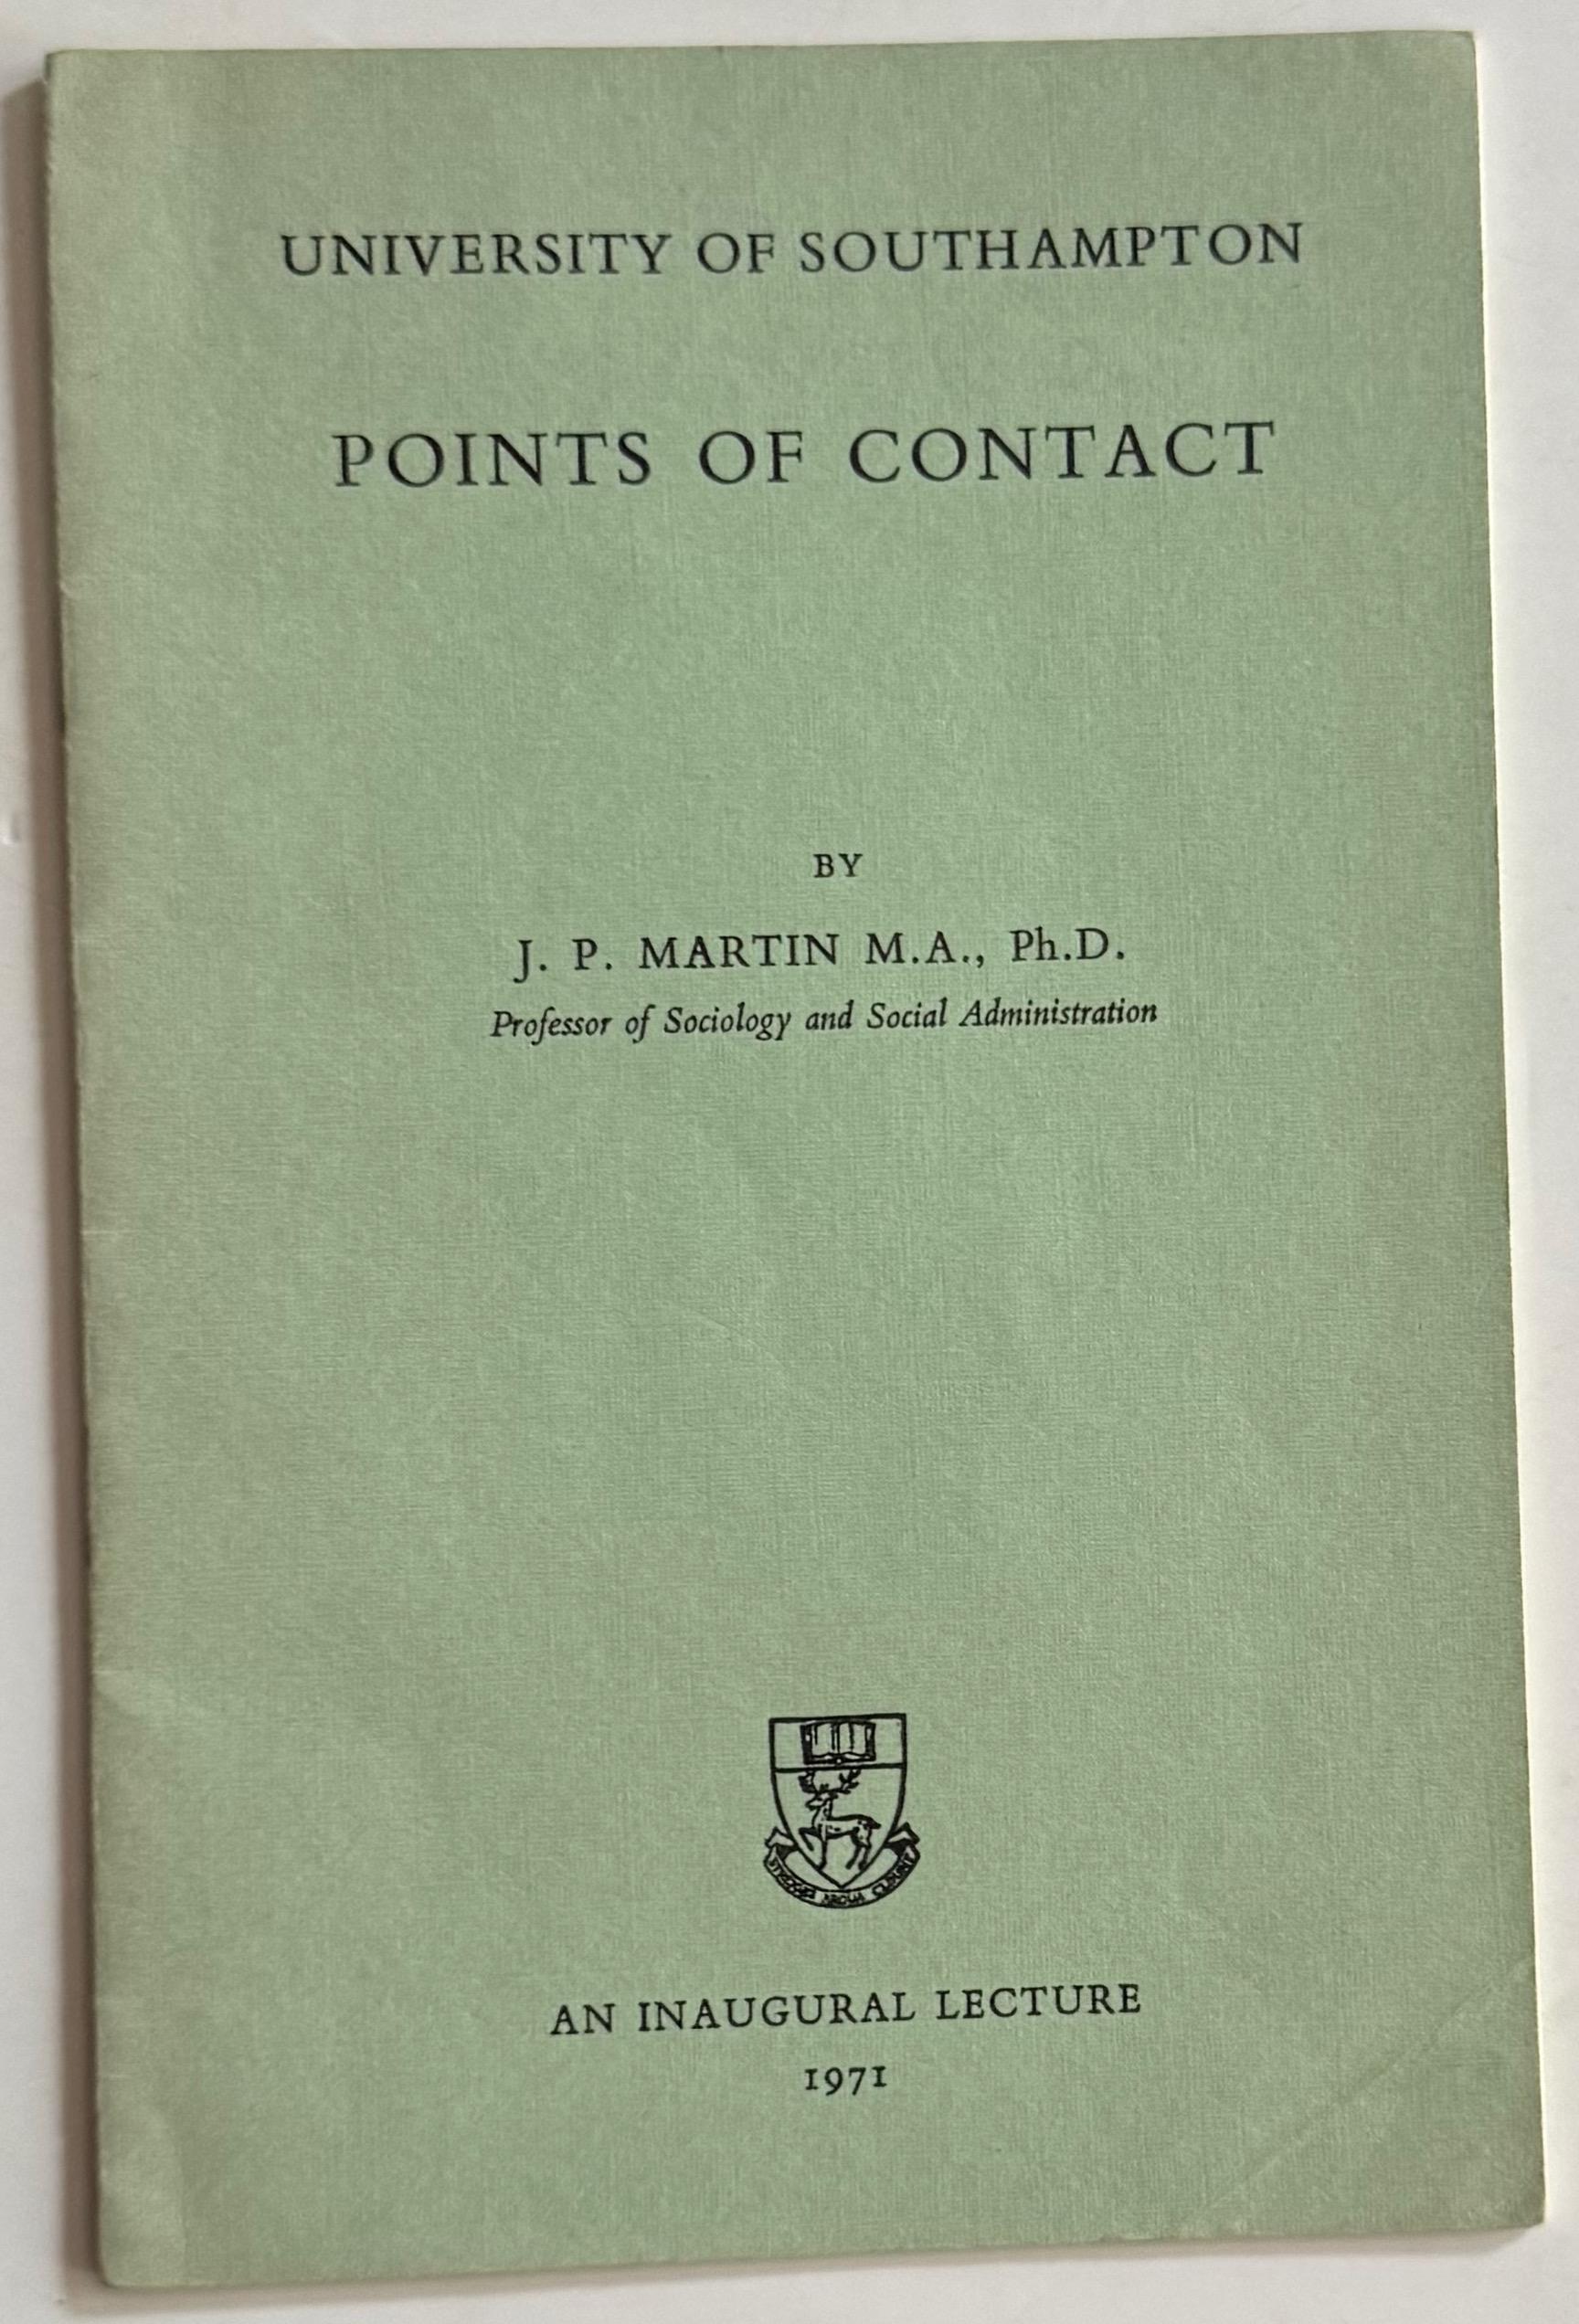 UNIVERSITY OF SOUTHAMPTON
POINTS OF CONTACT
BY
J. P. MARTIN M.A., Ph.D.
Professor of Sociology and Social Administration
AN INAUGURAL LECTURE
1971